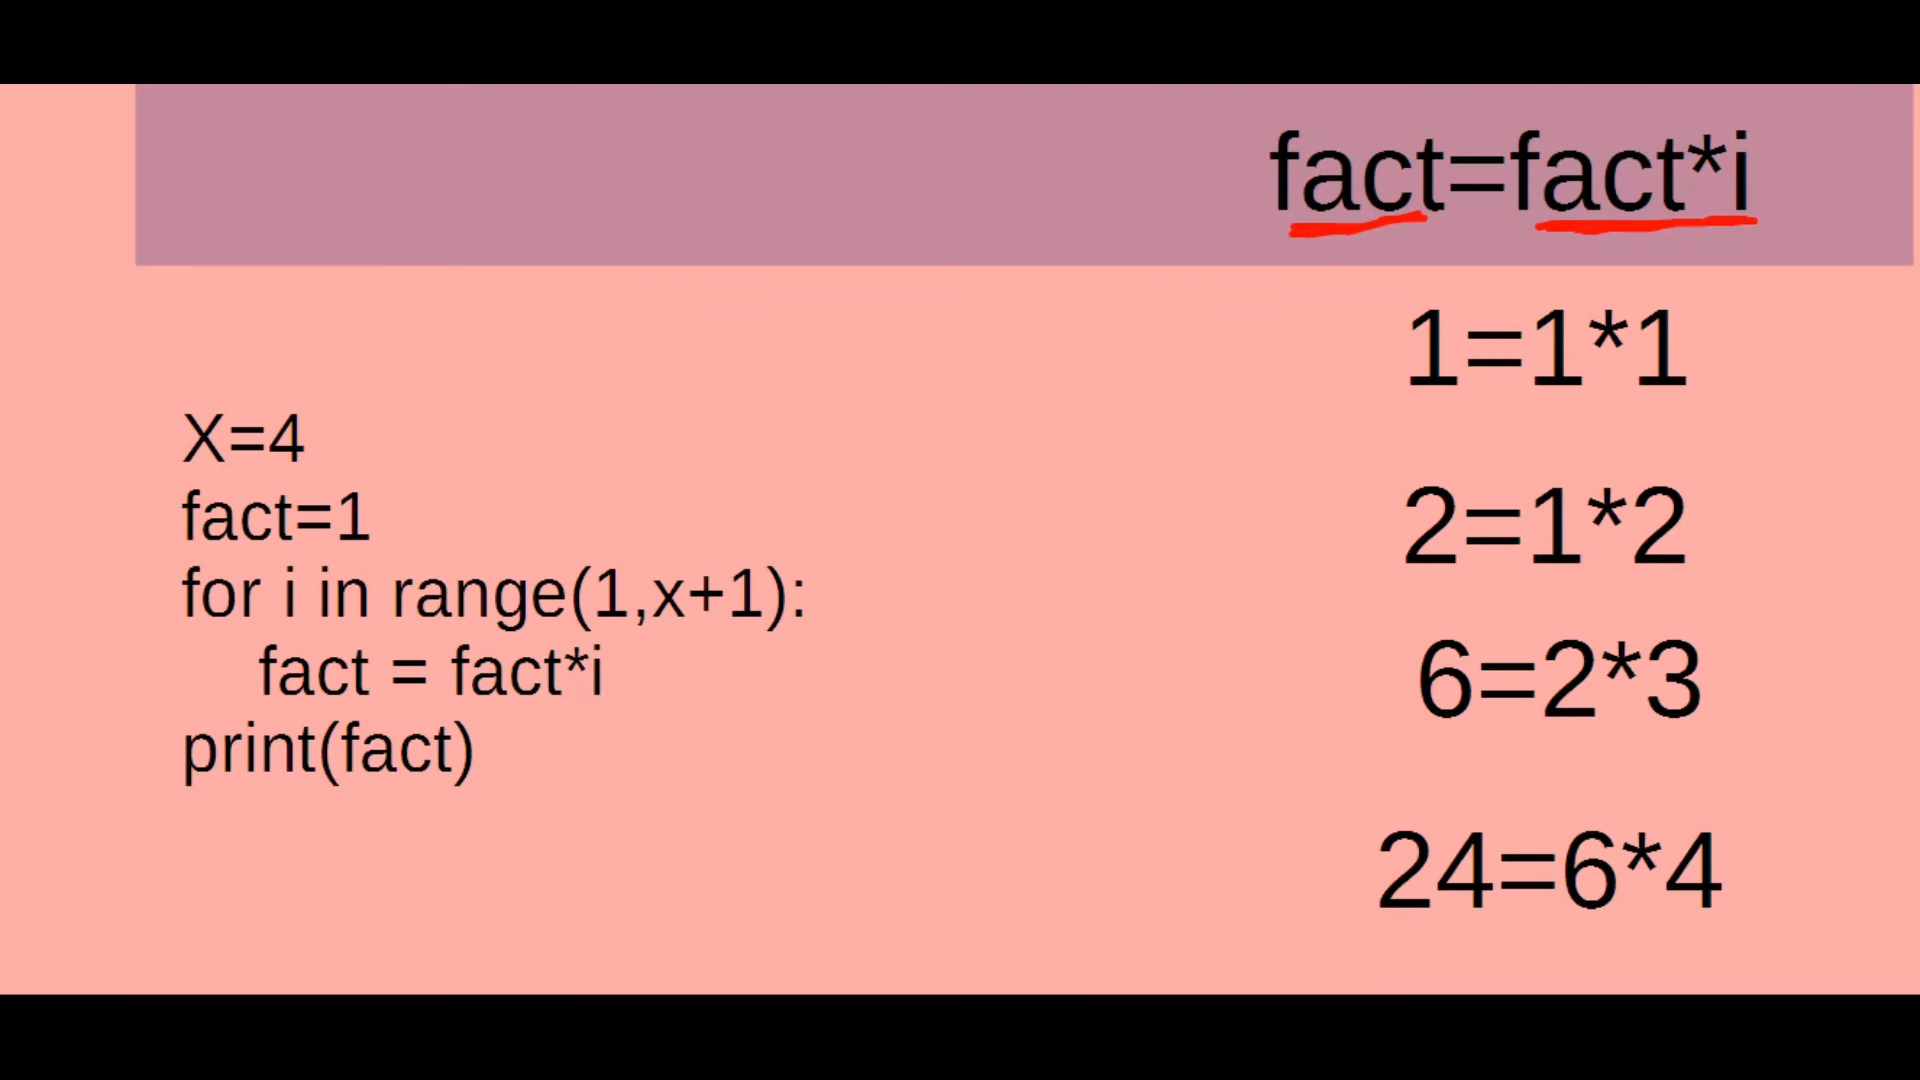 fact=fact*i
1=1*1
X=4
fact=1
2=1*2
for i in range(1,x+1):
fact = fact*i
6=2*3
print(fact)
24=6*4